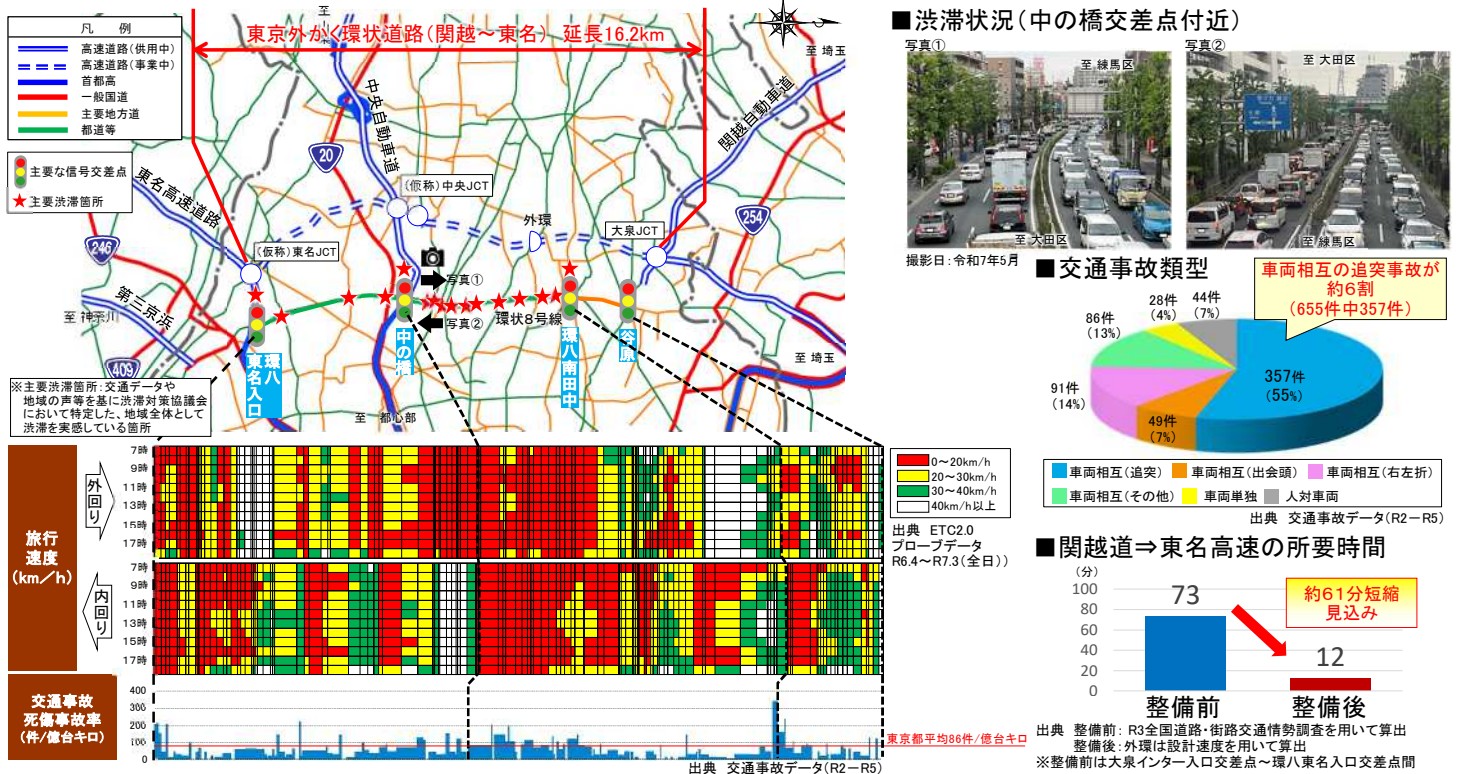 凡 例
高速道路(供用中)
高速道路(事業中)
首都高
一般国道
主要地方道
都道等
主要な信号交差点
主要渋滞箇所
東京外かく環状道路(関越～東名) 延長16.2km
至 埼玉
中央自動車道
関越自動車道
東名高速道路
第三京浜
20
246
254
409
(仮称)中央JCT
(仮称)東名JCT
外環
大泉JCT
写真①
写真②
環状8号線
至 神奈川
至 埼玉
至 都心部
環八東名入口
中の橋
環八南田中
谷原
※主要渋滞箇所:交通データや
地域の声等を基に渋滞対策協議会
において特定した、地域全体として
渋滞を実感している箇所
旅行
速度
(km/h)
外回り
7時
9時
11時
13時
15時
17時
内回り
7時
9時
11時
13時
15時
17時
0～20km/h
20～30km/h
30～40km/h
40km/h以上
出典 ETC2.0
プローブデータ
R6.4～R7.3(全日))
交通事故
死傷事故率
(件/億台キロ)
400
300
200
100
0
東京都平均86件/億台キロ
出典 交通事故データ(R2－R5)
■渋滞状況(中の橋交差点付近)
写真①
至 練馬区
至 大田区
写真②
至 大田区
至 練馬区
撮影日:令和7年5月
■交通事故類型
車両相互の追突事故が
約6割
(655件中357件)
357件
(55%)
49件
(7%)
91件
(14%)
86件
(13%)
28件
(4%)
44件
(7%)
車両相互(追突)
車両相互(出会頭)
車両相互(右左折)
車両相互(その他)
車両単独
人対車両
出典 交通事故データ(R2－R5)
■関越道⇒東名高速の所要時間
(分)
100
80
60
40
20
0
73
12
約61分短縮
見込み
整備前
整備後
出典 整備前:R3全国道路・街路交通情勢調査を用いて算出
整備後:外環は設計速度を用いて算出
※整備前は大泉インター入口交差点～環八東名入口交差点間